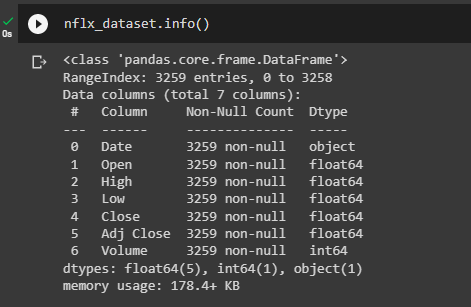 nflx_dataset.info()
0s
<class 'pandas.core.frame.DataFrame'>
RangeIndex: 3259 entries, 0 to 3258
Data columns (total 7 columns):
 #   Column     Non-Null Count  Dtype
---  ------     --------------  -----
 0   Date       3259 non-null   object
 1   Open       3259 non-null   float64
 2   High       3259 non-null   float64
 3   Low        3259 non-null   float64
 4   Close      3259 non-null   float64
 5   Adj Close  3259 non-null   float64
 6   Volume     3259 non-null   int64
dtypes: float64(5), int64(1), object(1)
memory usage: 178.4+ KB